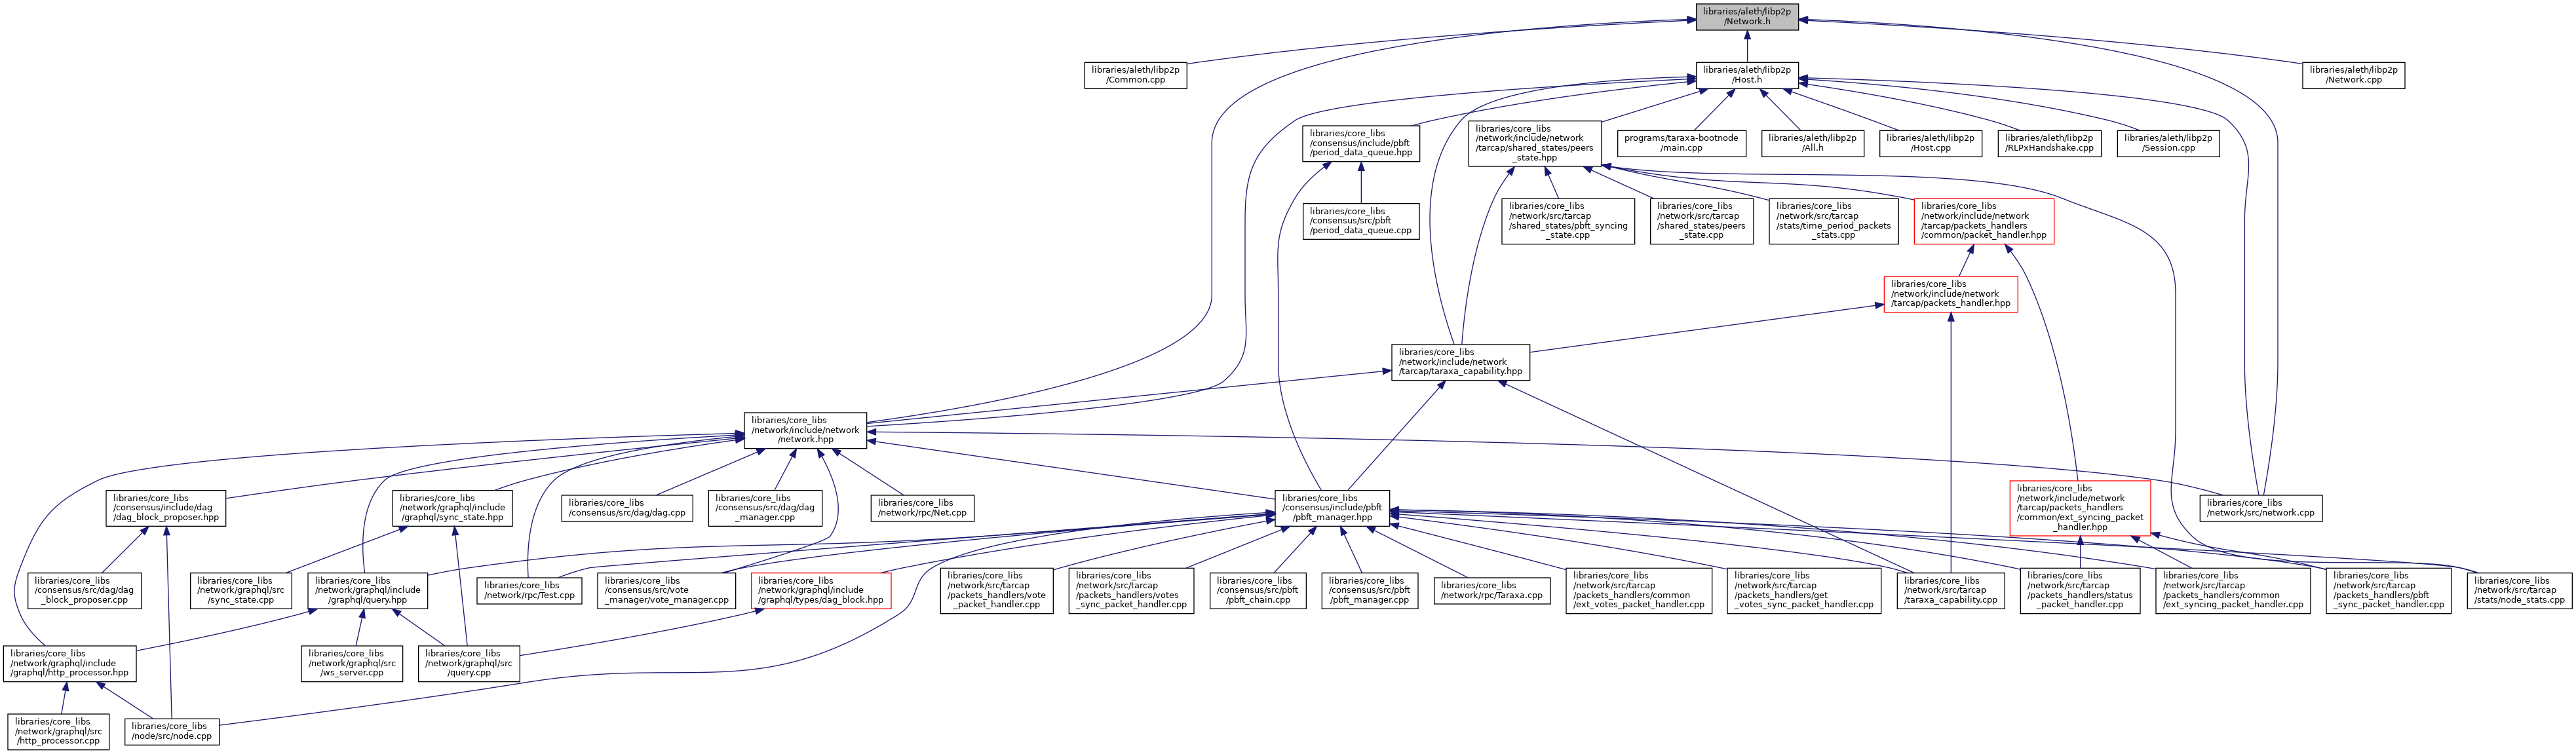 libraries/aleth/libp2p
/Network.h
libraries/aleth/libp2p
/Common.cpp
libraries/aleth/libp2p
/Host.h
libraries/aleth/libp2p
/Network.cpp
libraries/core_libs
/consensus/include/pbft
/period_data_queue.hpp
libraries/core_libs
/network/include/network
/tarcap/shared_states/peers
_state.hpp
programs/taraxa-bootnode
/main.cpp
libraries/aleth/libp2p
/All.h
libraries/aleth/libp2p
/Host.cpp
libraries/aleth/libp2p
/RLPxHandshake.cpp
libraries/aleth/libp2p
/Session.cpp
libraries/core_libs
/consensus/src/pbft
/period_data_queue.cpp
libraries/core_libs
/network/src/tarcap
/shared_states/pbft_syncing
_state.cpp
libraries/core_libs
/network/src/tarcap
/shared_states/peers
_state.cpp
libraries/core_libs
/network/src/tarcap
/stats/time_period_packets
_stats.cpp
libraries/core_libs
/network/include/network
/tarcap/packets_handlers
/common/packet_handler.hpp
libraries/core_libs
/network/include/network
/tarcap/packets_handler.hpp
libraries/core_libs
/network/include/network
/tarcap/taraxa_capability.hpp
libraries/core_libs
/network/include/network
/network.hpp
libraries/core_libs
/consensus/include/dag
/dag_block_proposer.hpp
libraries/core_libs
/network/graphql/include
/graphql/sync_state.hpp
libraries/core_libs
/consensus/src/dag/dag.cpp
libraries/core_libs
/consensus/src/dag/dag
_manager.cpp
libraries/core_libs
/network/rpc/Net.cpp
libraries/core_libs
/consensus/include/pbft
/pbft_manager.hpp
libraries/core_libs
/network/include/network
/tarcap/packets_handlers
/common/ext_syncing_packet
_handler.hpp
libraries/core_libs
/network/src/network.cpp
libraries/core_libs
/consensus/src/dag/dag
_block_proposer.cpp
libraries/core_libs
/network/graphql/src
/sync_state.cpp
libraries/core_libs
/network/graphql/include
/graphql/query.hpp
libraries/core_libs
/network/rpc/Test.cpp
libraries/core_libs
/consensus/src/vote
_manager/vote_manager.cpp
libraries/core_libs
/network/graphql/include
/graphql/types/dag_block.hpp
libraries/core_libs
/network/src/tarcap
/packets_handlers/vote
_packet_handler.cpp
libraries/core_libs
/network/src/tarcap
/packets_handlers/votes
_sync_packet_handler.cpp
libraries/core_libs
/consensus/src/pbft
/pbft_chain.cpp
libraries/core_libs
/consensus/src/pbft
/pbft_manager.cpp
libraries/core_libs
/network/rpc/Taraxa.cpp
libraries/core_libs
/network/src/tarcap
/packets_handlers/common
/ext_votes_packet_handler.cpp
libraries/core_libs
/network/src/tarcap
/packets_handlers/get
_votes_sync_packet_handler.cpp
libraries/core_libs
/network/src/tarcap
/taraxa_capability.cpp
libraries/core_libs
/network/src/tarcap
/packets_handlers/status
_packet_handler.cpp
libraries/core_libs
/network/src/tarcap
/packets_handlers/common
/ext_syncing_packet_handler.cpp
libraries/core_libs
/network/src/tarcap
/packets_handlers/pbft
_sync_packet_handler.cpp
libraries/core_libs
/network/src/tarcap
/stats/node_stats.cpp
libraries/core_libs
/network/graphql/include
/graphql/http_processor.hpp
libraries/core_libs
/network/graphql/src
/ws_server.cpp
libraries/core_libs
/network/graphql/src
/query.cpp
libraries/core_libs
/network/graphql/src
/http_processor.cpp
libraries/core_libs
/node/src/node.cpp